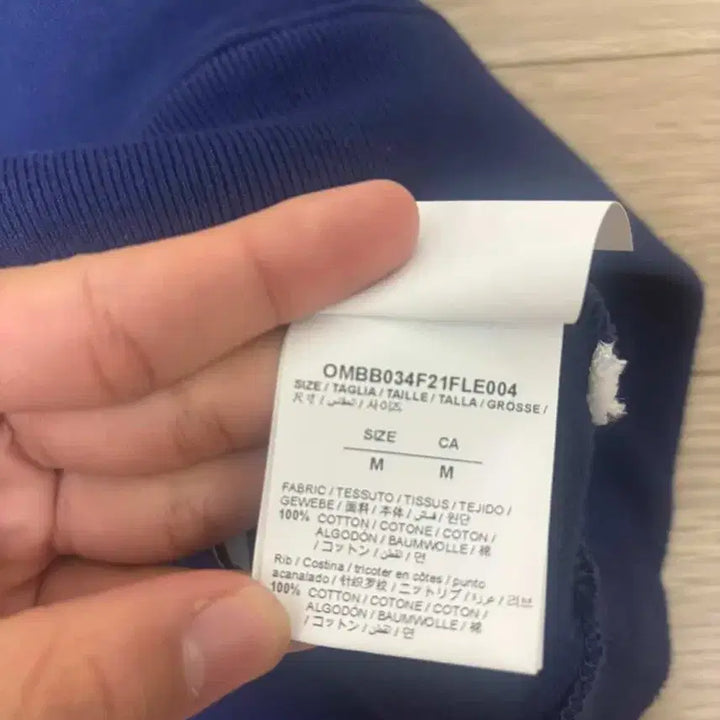 OMBB034F21FLE004
SIZE / TAGLIA / TAILLE / TALLA / GROSSE /
尺寸 / المقاس / 사이즈
SIZE CA
M M
FABRIC / TESSUTO / TISSUS / TEJIDO /
GEWEBE / 面料 / 本体 / قماش / 원단
100% COTTON / COTONE / COTON /
ALGODÓN / BAUMWOLLE / 棉
/ コットン / القطن / 면
Rib / Costina / tricoter en côtes / punto
acanalado / 针织罗纹 / ニットリブ / عزرة / 리브
100% COTTON / COTONE / COTON /
ALGODÓN / BAUMWOLLE / 棉
/ コットン / القطن / 면